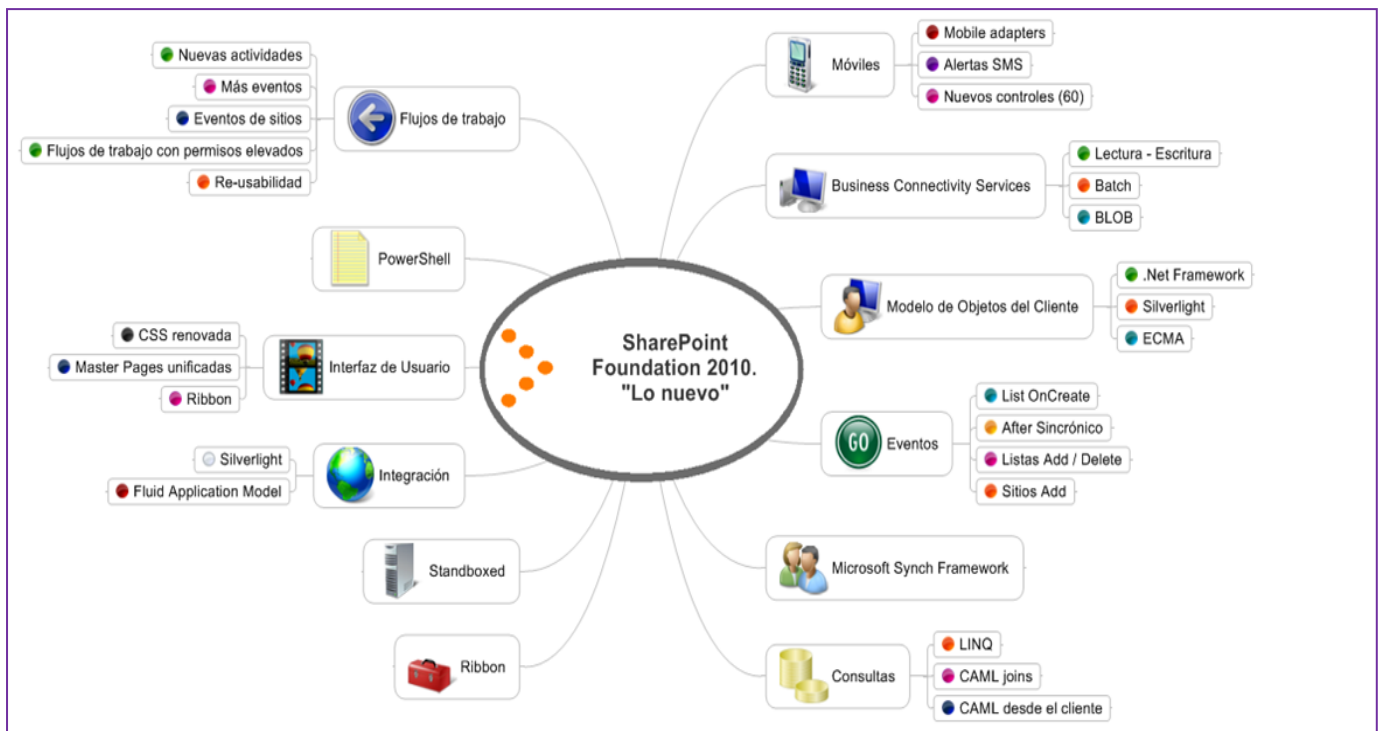 SharePoint
Foundation 2010.
"Lo nuevo"
Flujos de trabajo
Nuevas actividades
Más eventos
Eventos de sitios
Flujos de trabajo con permisos elevados
Re-usabilidad
PowerShell
Interfaz de Usuario
CSS renovada
Master Pages unificadas
Ribbon
Integración
Silverlight
Fluid Application Model
Standboxed
Ribbon
Móviles
Mobile adapters
Alertas SMS
Nuevos controles (60)
Business Connectivity Services
Lectura - Escritura
Batch
BLOB
Modelo de Objetos del Cliente
.Net Framework
Silverlight
ECMA
GO
Eventos
List OnCreate
After Sincrónico
Listas Add / Delete
Sitios Add
Microsoft Synch Framework
Consultas
LINQ
CAML joins
CAML desde el cliente